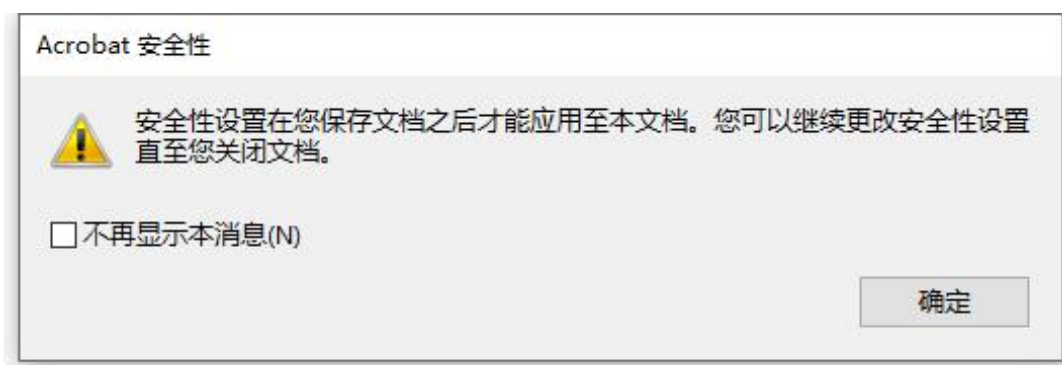 Acrobat 安全性
安全性设置在您保存文档之后才能应用至本文档。您可以继续更改安全性设置
直至您关闭文档。
不再显示本消息(N)
确定